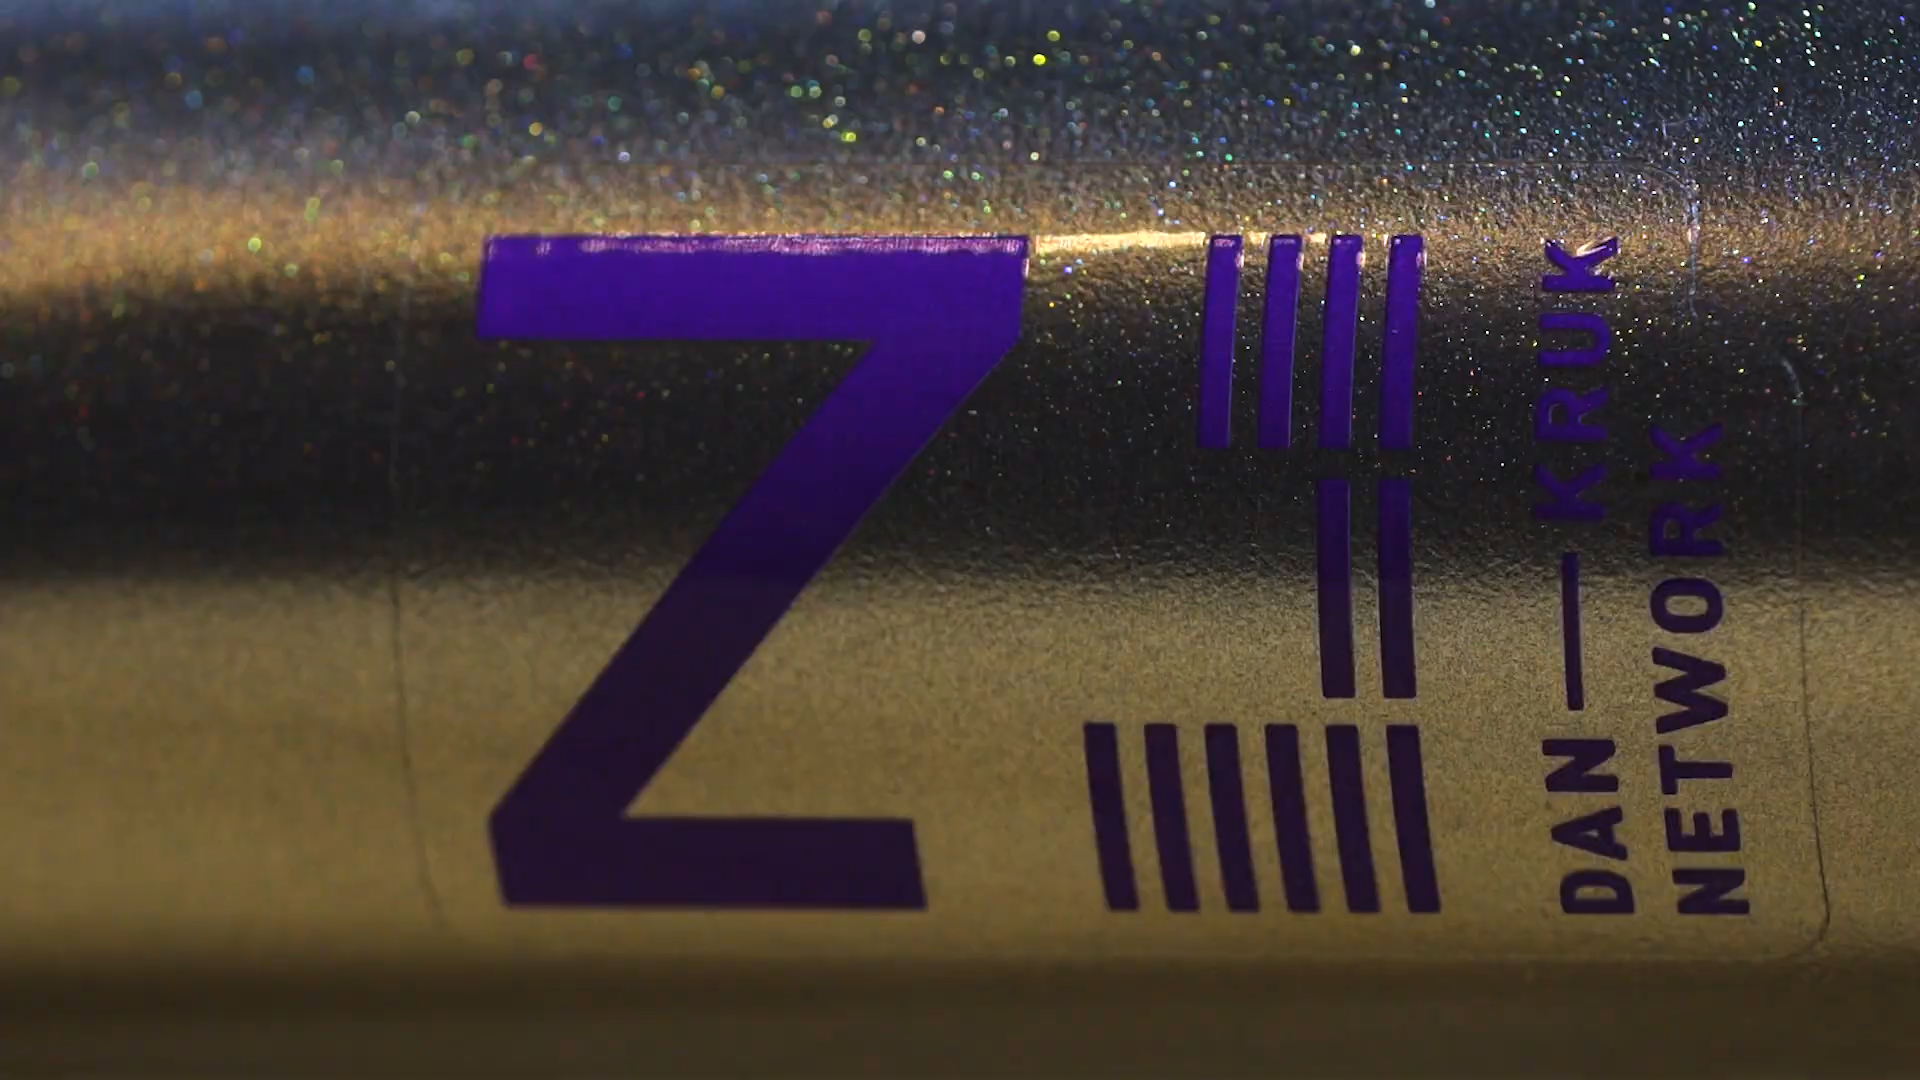 Z
DAN — KRUK
NETWORK